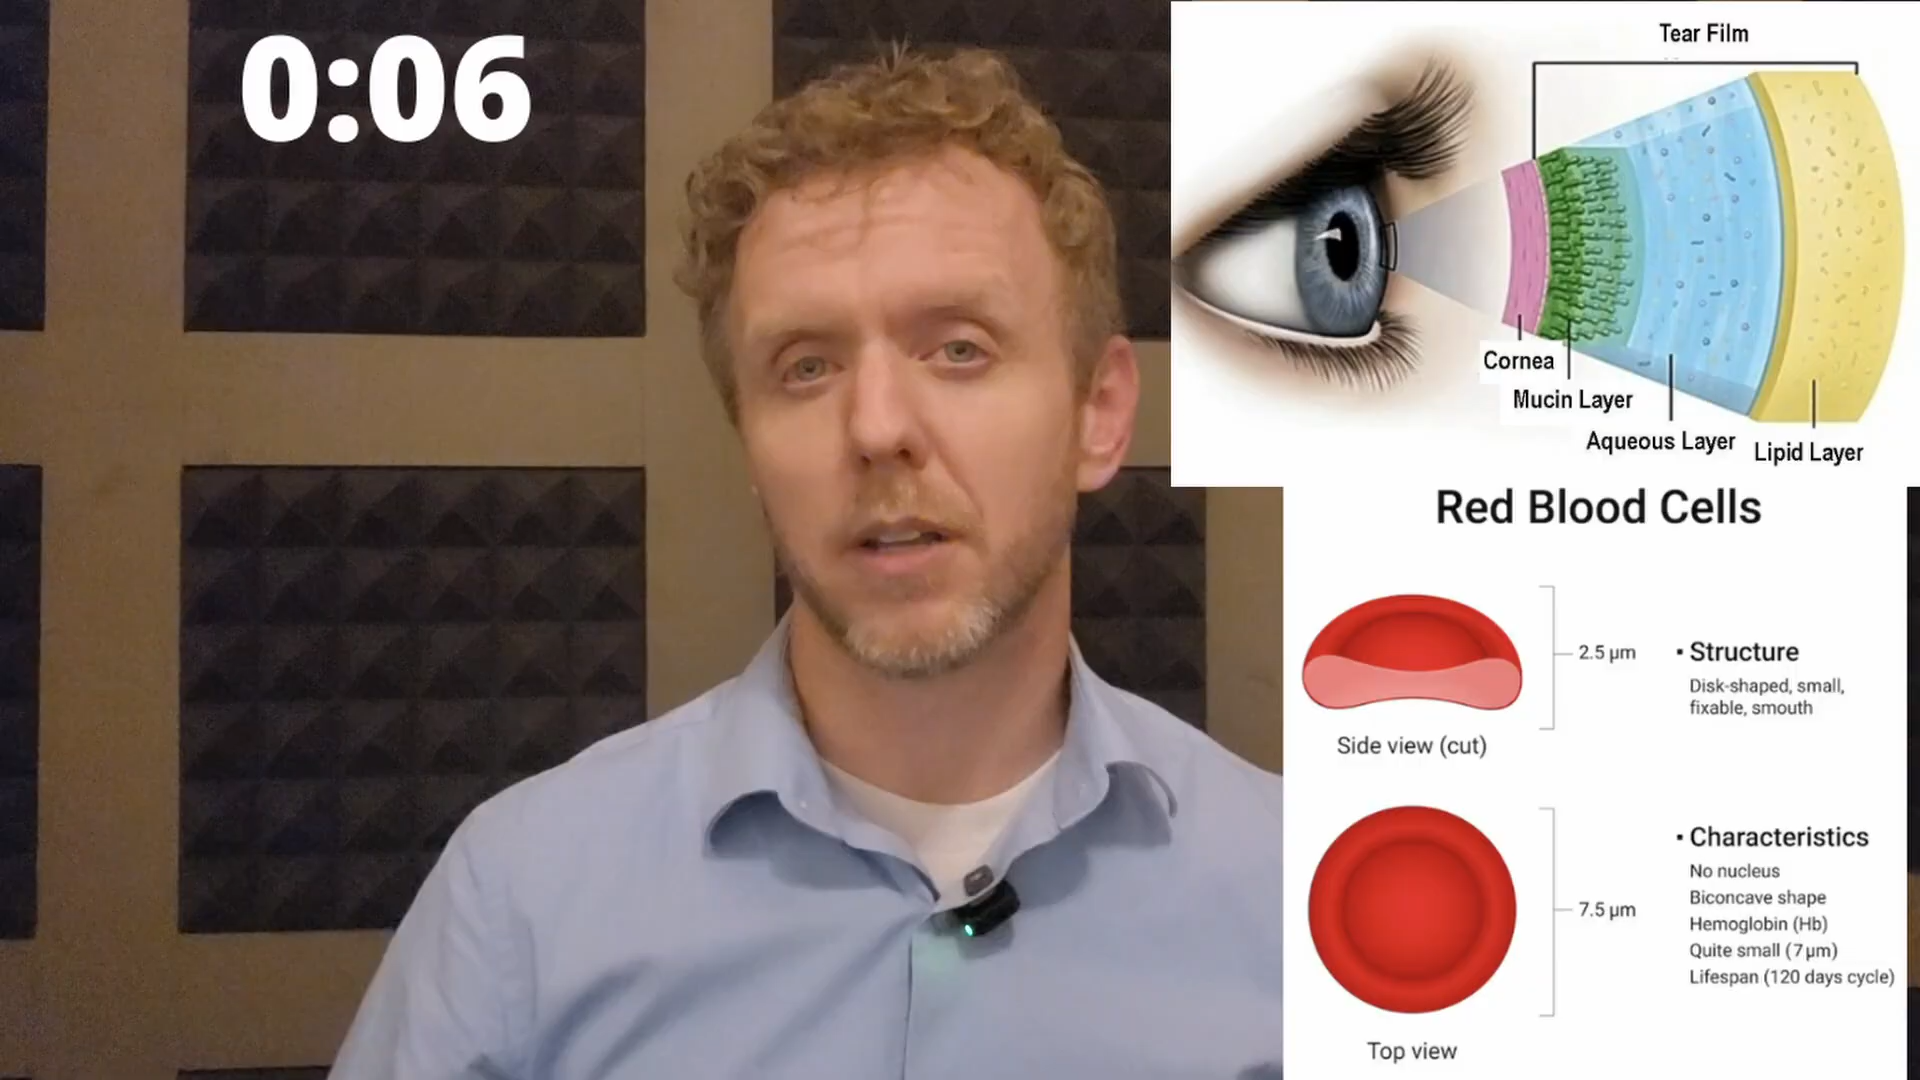 0:06
Tear Film
Cornea
Mucin Layer
Aqueous Layer
Lipid Layer
Red Blood Cells
2.5 µm
Side view (cut)
▪ Structure
Disk-shaped, small,
fixable, smouth
7.5 µm
Top view
▪ Characteristics
No nucleus
Biconcave shape
Hemoglobin (Hb)
Quite small (7 µm)
Lifespan (120 days cycle)